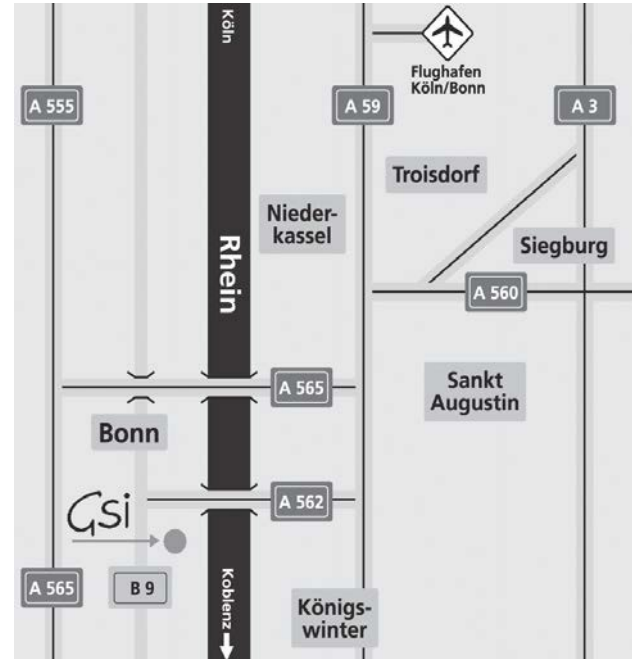 Köln
Flughafen
Köln/Bonn
A 555
A 59
A 3
Troisdorf
Nieder-
kassel
Rhein
Siegburg
A 560
A 565
Sankt
Augustin
Bonn
A 562
GSi
A 565
B 9
Koblenz
Königs-
winter